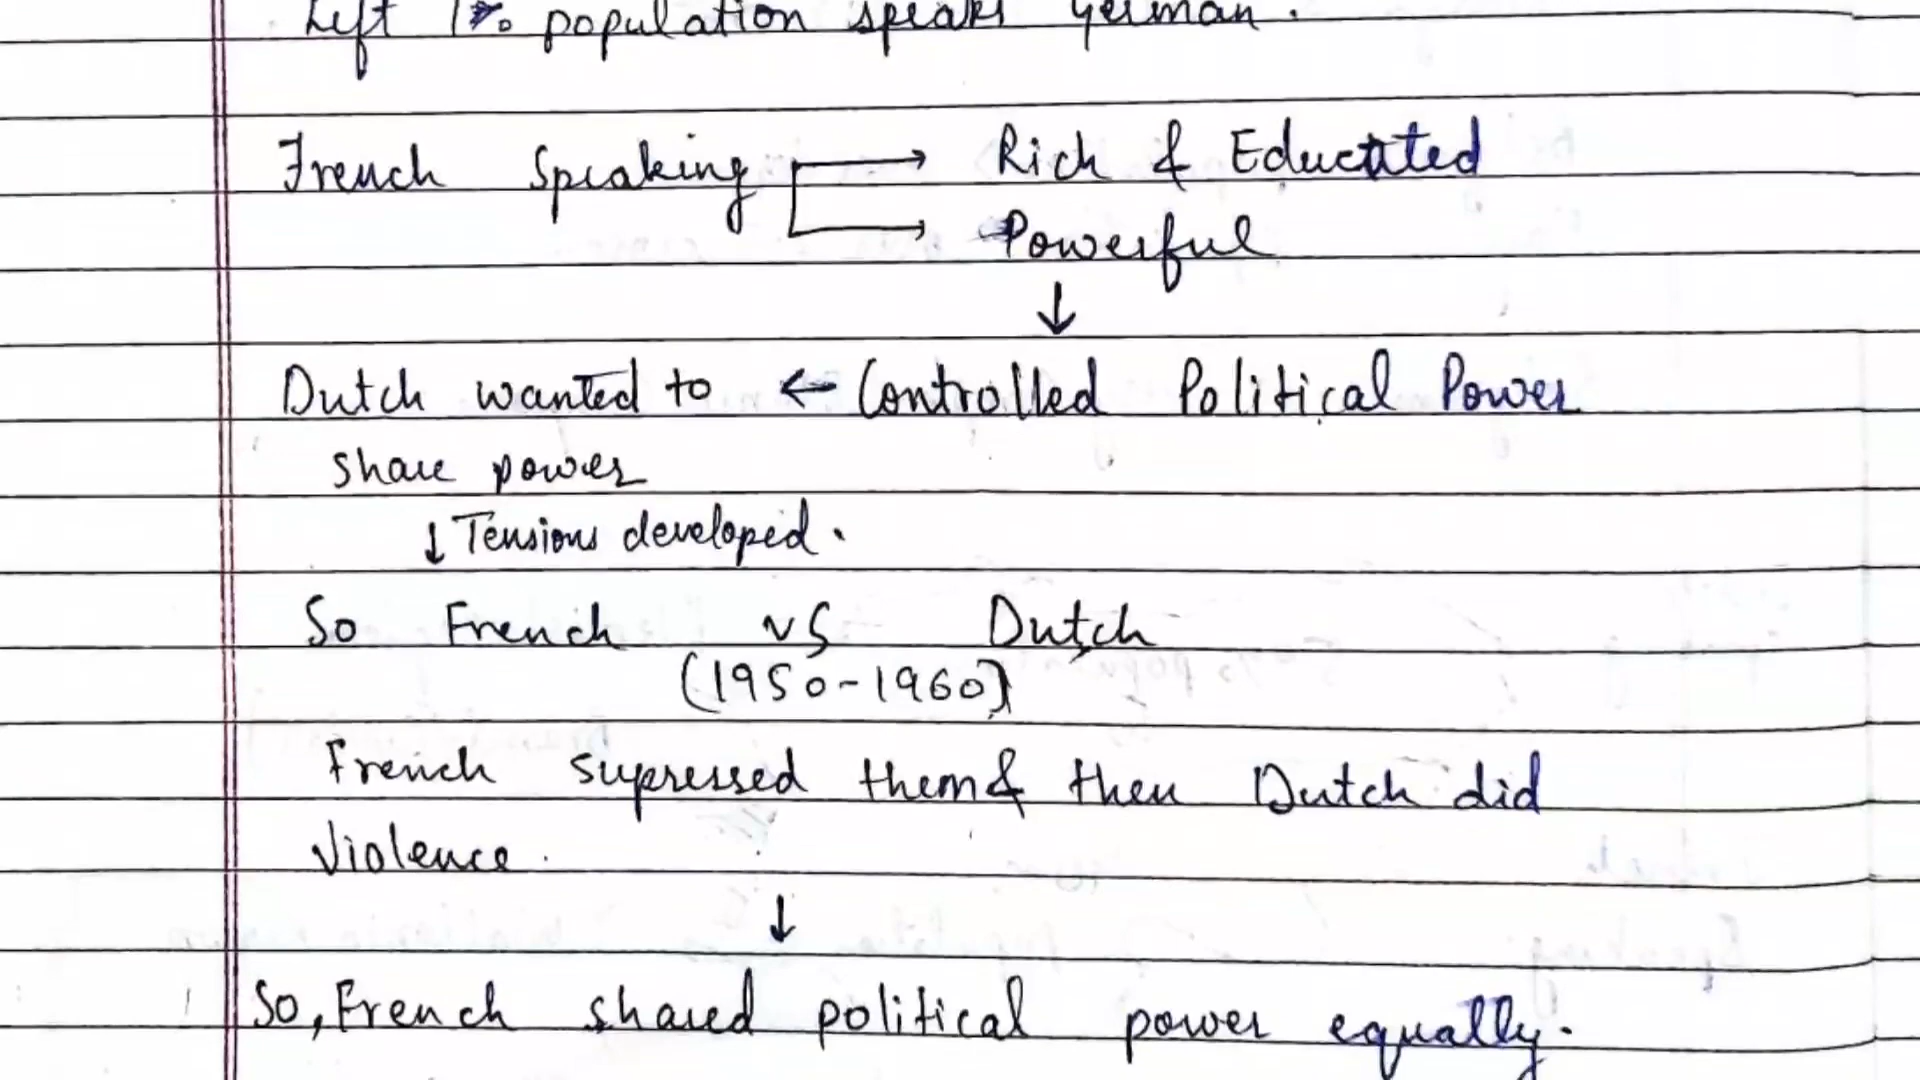 Left 1% population speaks German.
French Speaking → Rich & Educated
→ Powerful
↓
Dutch wanted to ← Controlled Political Power
share power
↓ Tensions developed.
So French vs Dutch
(1950-1960)
French supressed them & then Dutch did
Violence.
↓
So, French shared political power equally.